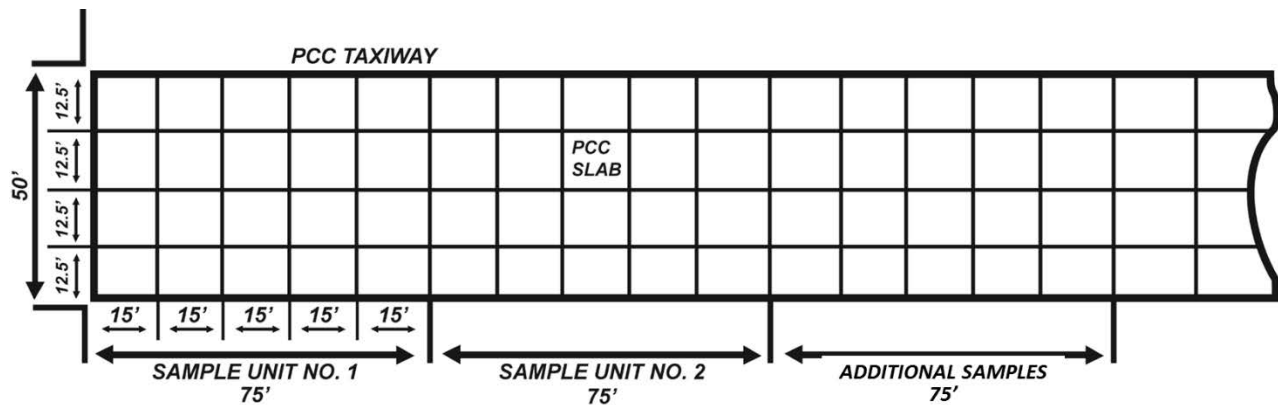 PCC TAXIWAY
50'
12.5'
12.5'
12.5'
12.5'
PCC
SLAB
15'
15'
15'
15'
15'
SAMPLE UNIT NO. 1
75'
SAMPLE UNIT NO. 2
75'
ADDITIONAL SAMPLES
75'